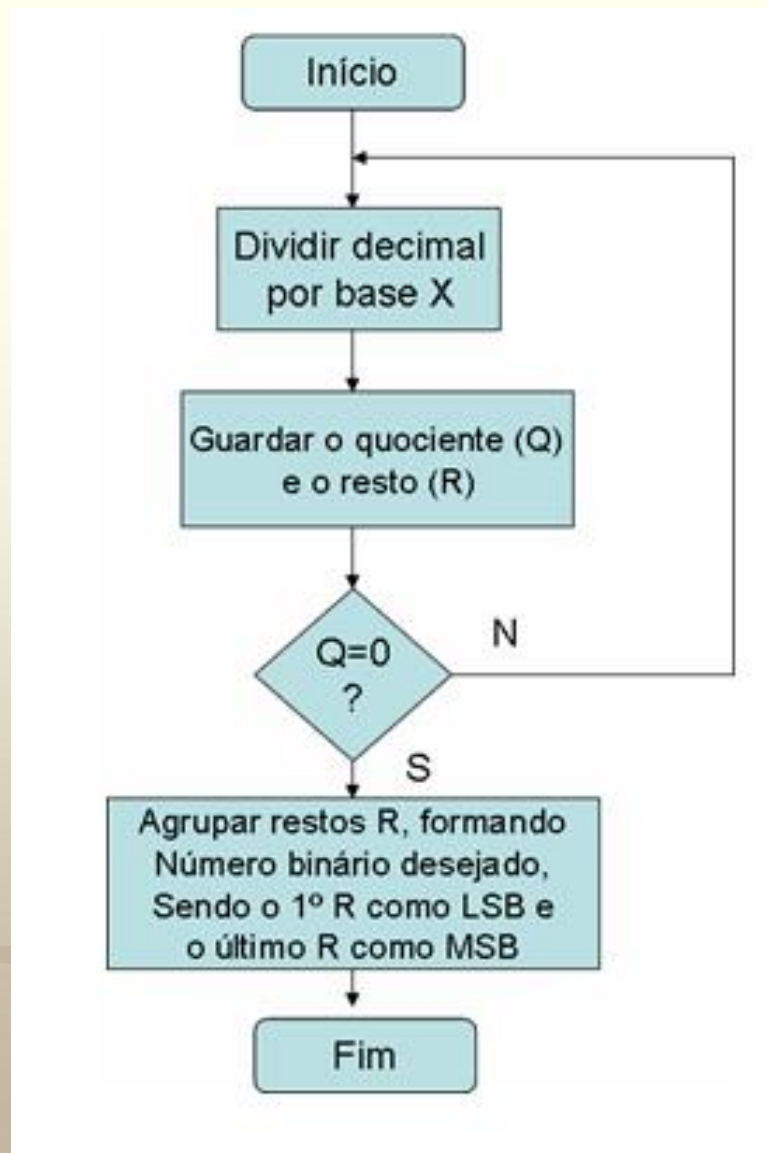 Início
Dividir decimal
por base X
Guardar o quociente (Q)
e o resto (R)
Q=0
?
N
S
Agrupar restos R, formando
Número binário desejado,
Sendo o 1º R como LSB e
o último R como MSB
Fim